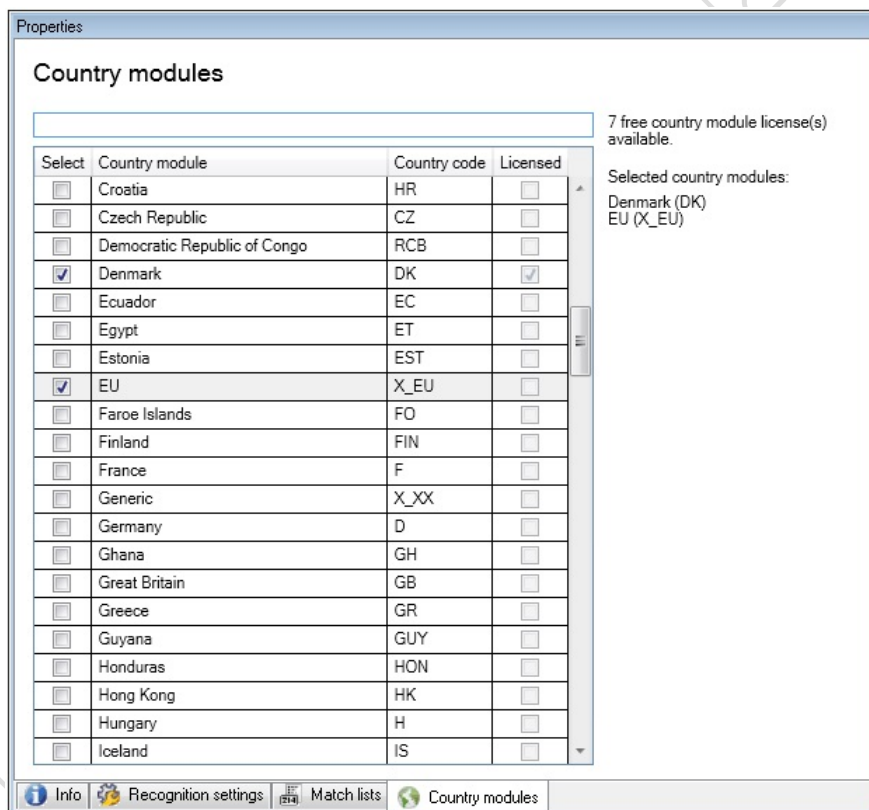 Properties
Country modules
7 free country module license(s)
available.
Selected country modules:
Denmark (DK)
EU (X_EU)
Select Country module Country code Licensed
Croatia HR
Czech Republic CZ
Democratic Republic of Congo RCB
Denmark DK
Ecuador EC
Egypt ET
Estonia EST
EU X_EU
Faroe Islands FO
Finland FIN
France F
Generic X_XX
Germany D
Ghana GH
Great Britain GB
Greece GR
Guyana GUY
Honduras HON
Hong Kong HK
Hungary H
Iceland IS
Info Recognition settings Match lists Country modules